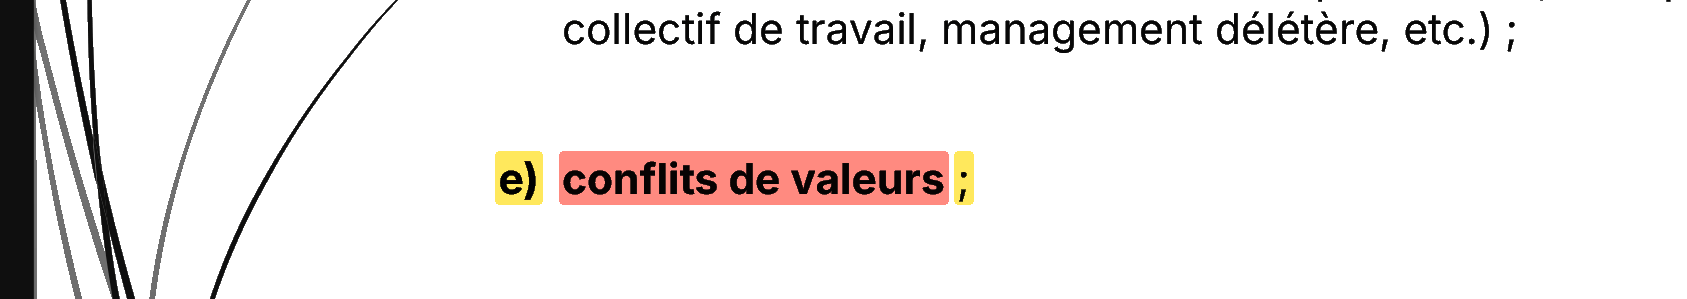 collectif de travail, management délétère, etc.) ;
e) conflits de valeurs ;